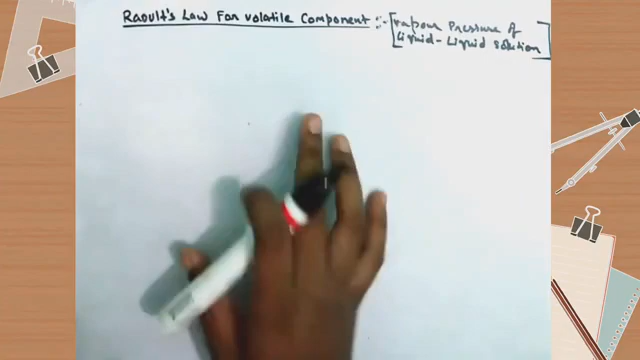 Raoult's Law For volatile Component :- [vapour Pressure of
Liquid-Liquid solution]